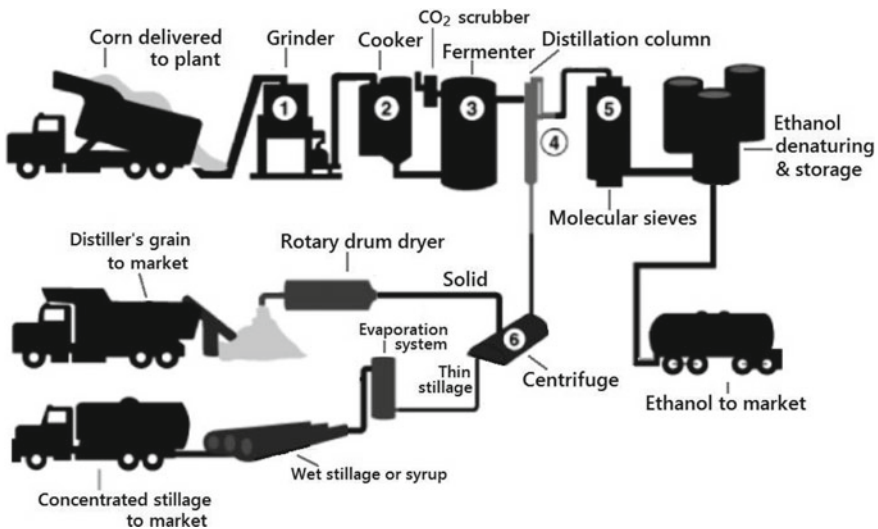 CO₂ scrubber
Corn delivered
to plant
Grinder
Cooker
Fermenter
Distillation column
1
2
3
4
5
Ethanol
denaturing
& storage
Molecular sieves
Distiller's grain
to market
Rotary drum dryer
Solid
Evaporation
system
6
Thin
stillage
Centrifuge
Ethanol to market
Wet stillage or syrup
Concentrated stillage
to market